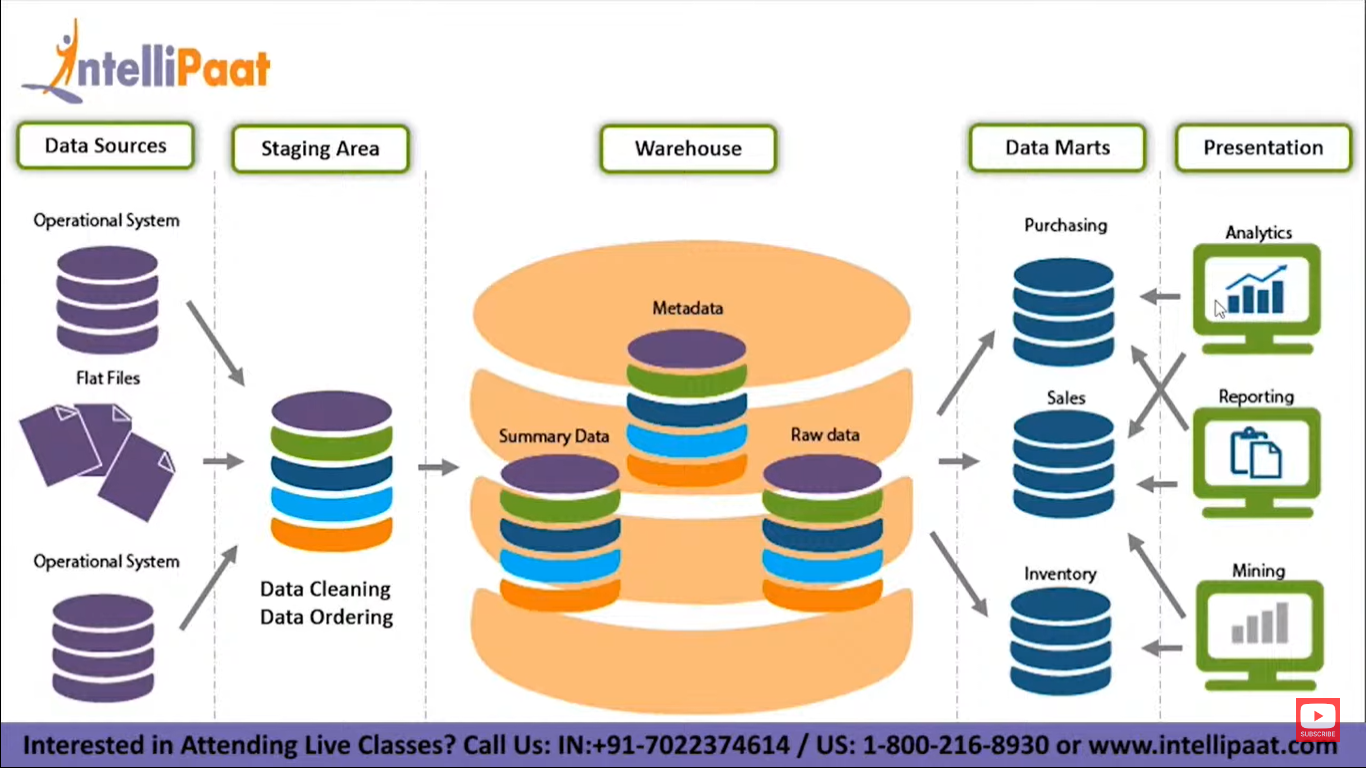 IntelliPaat
Data Sources
Staging Area
Warehouse
Data Marts
Presentation
Operational System
Flat Files
Operational System
Data Cleaning
Data Ordering
Metadata
Summary Data
Raw data
Purchasing
Sales
Inventory
Analytics
Reporting
Mining
SUBSCRIBE
Interested in Attending Live Classes? Call Us: IN:+91-7022374614 / US: 1-800-216-8930 or www.intellipaat.com